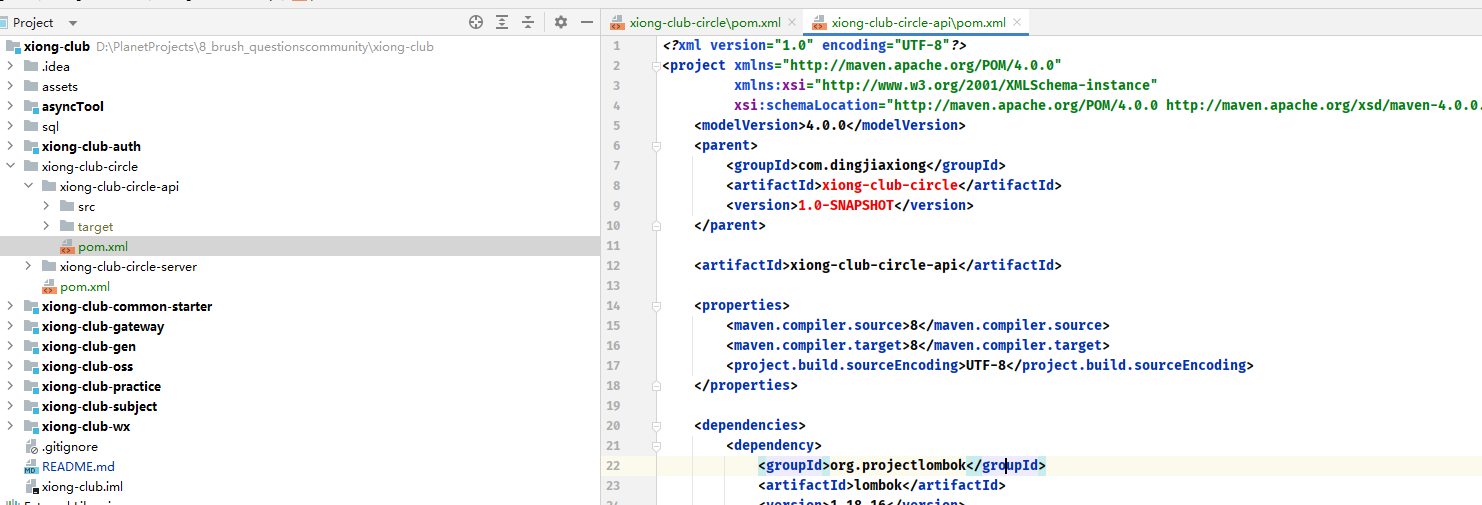 Project
xiong-club D:\PlanetProjects\8_brush_questionscommunity\xiong-club
.idea
assets
asyncTool
sql
xiong-club-auth
xiong-club-circle
xiong-club-circle-api
src
target
pom.xml
xiong-club-circle-server
pom.xml
xiong-club-common-starter
xiong-club-gateway
xiong-club-gen
xiong-club-oss
xiong-club-practice
xiong-club-subject
xiong-club-wx
.gitignore
README.md
xiong-club.iml
xiong-club-circle\pom.xml
xiong-club-circle-api\pom.xml
1 <?xml version="1.0" encoding="UTF-8"?>
2 <project xmlns="http://maven.apache.org/POM/4.0.0"
3 xmlns:xsi="http://www.w3.org/2001/XMLSchema-instance"
4 xsi:schemaLocation="http://maven.apache.org/POM/4.0.0 http://maven.apache.org/xsd/maven-4.0.0.
5 <modelVersion>4.0.0</modelVersion>
6 <parent>
7 <groupId>com.dingjiaxiong</groupId>
8 <artifactId>xiong-club-circle</artifactId>
9 <version>1.0-SNAPSHOT</version>
10 </parent>
11
12 <artifactId>xiong-club-circle-api</artifactId>
13
14 <properties>
15 <maven.compiler.source>8</maven.compiler.source>
16 <maven.compiler.target>8</maven.compiler.target>
17 <project.build.sourceEncoding>UTF-8</project.build.sourceEncoding>
18 </properties>
19
20 <dependencies>
21 <dependency>
22 <groupId>org.projectlombok</groupId>
23 <artifactId>lombok</artifactId>
<version>1.18.16</version>